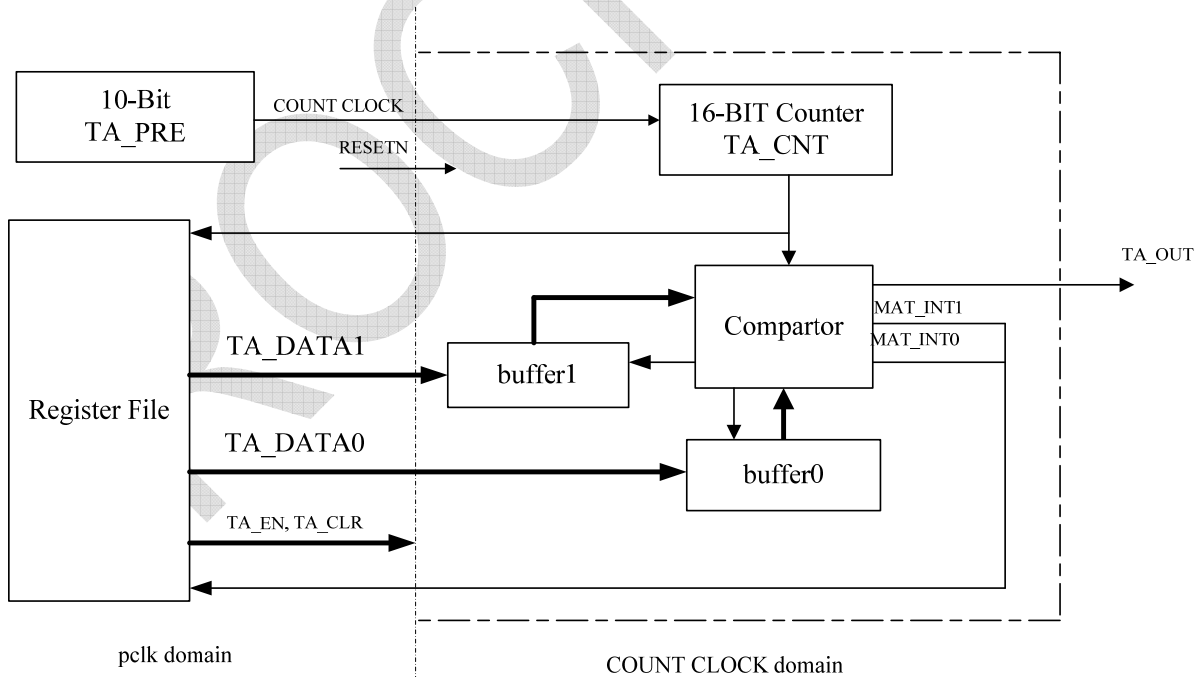 10-Bit
TA_PRE
COUNT CLOCK
16-BIT Counter
TA_CNT
RESETN
TA_OUT
Compartor
MAT_INT1
MAT_INT0
TA_DATA1
buffer1
Register File
TA_DATA0
buffer0
TA_EN, TA_CLR
pclk domain
COUNT CLOCK domain